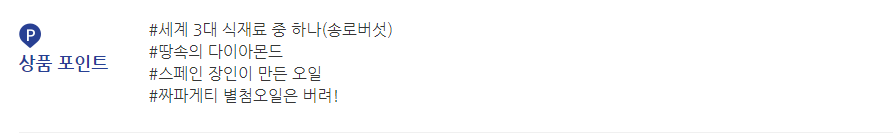 P
상품 포인트
#세계 3대 식재료 중 하나(송로버섯)
#땅속의 다이아몬드
#스페인 장인이 만든 오일
#짜파게티 별첨오일은 버려!